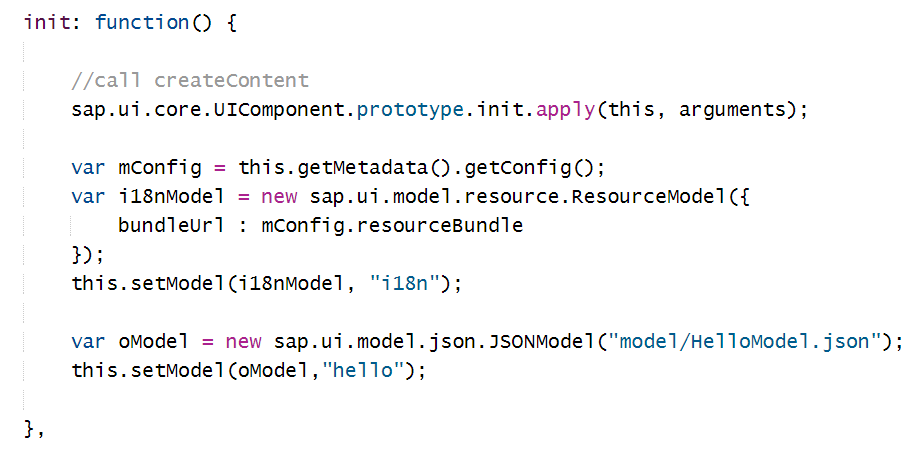 init: function() {
//call createContent
sap.ui.core.UIComponent.prototype.init.apply(this, arguments);
var mConfig = this.getMetadata().getConfig();
var i18nModel = new sap.ui.model.resource.ResourceModel({
bundleUrl : mConfig.resourceBundle
});
this.setModel(i18nModel, "i18n");
var oModel = new sap.ui.model.json.JSONModel("model/HelloModel.json");
this.setModel(oModel,"hello");
},